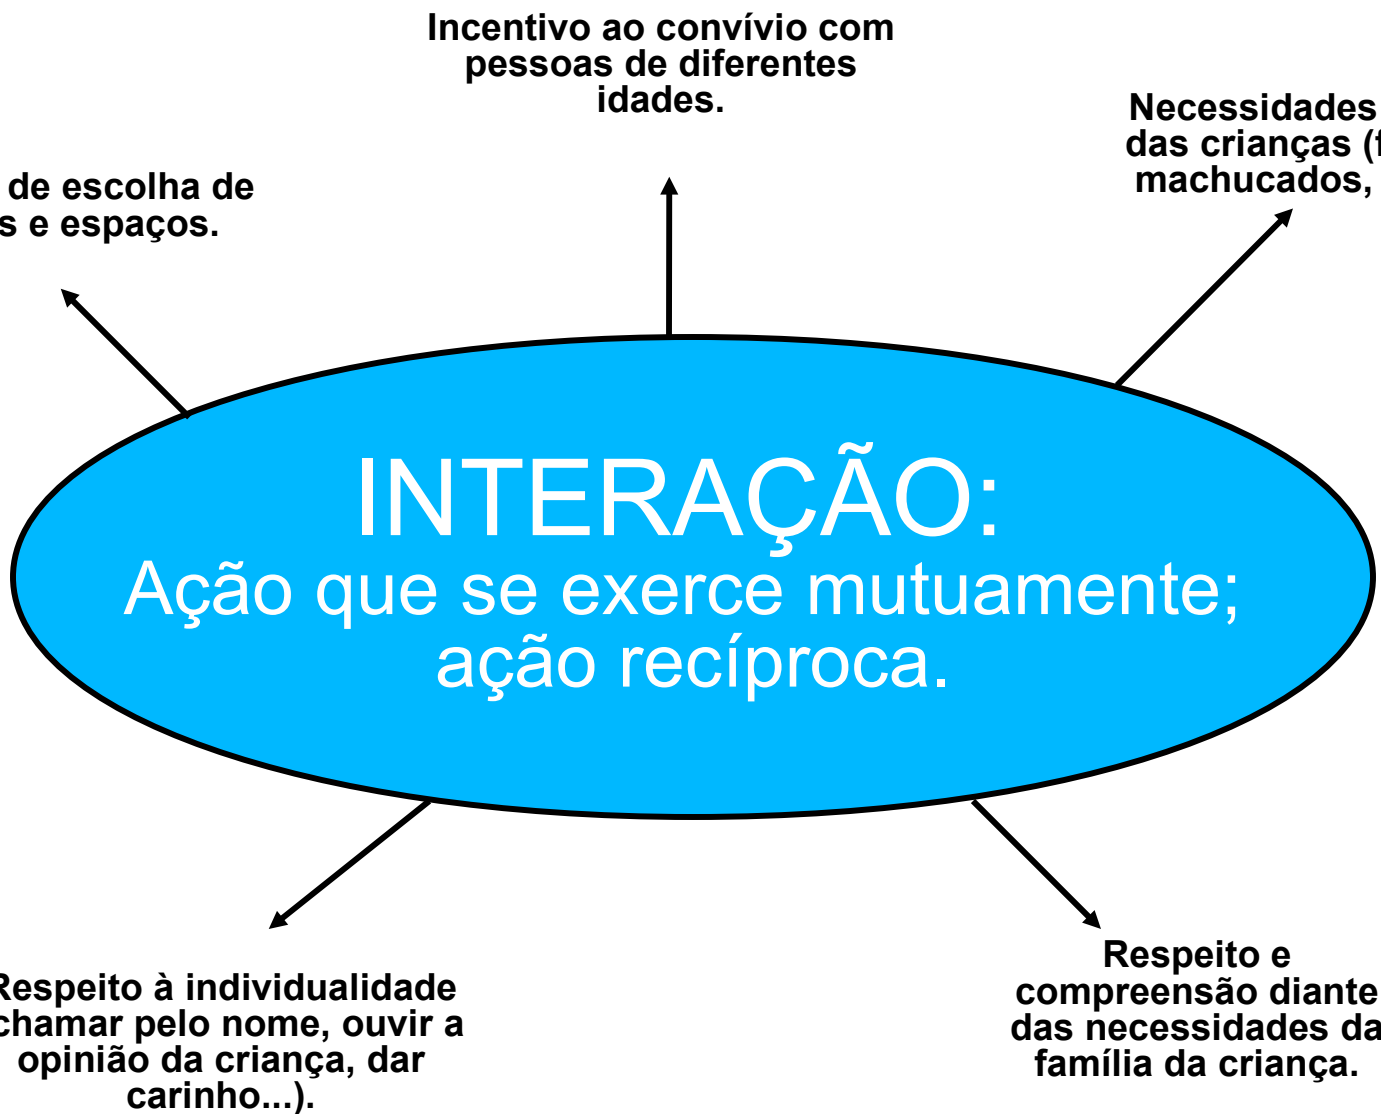 Incentivo ao convívio com
pessoas de diferentes
idades.
Necessidades
das crianças (f
machucados,
de escolha de
s e espaços.
INTERAÇÃO:
Ação que se exerce mutuamente;
ação recíproca.
Respeito à individualidade
chamar pelo nome, ouvir a
opinião da criança, dar
carinho...).
Respeito e
compreensão diante
das necessidades da
família da criança.